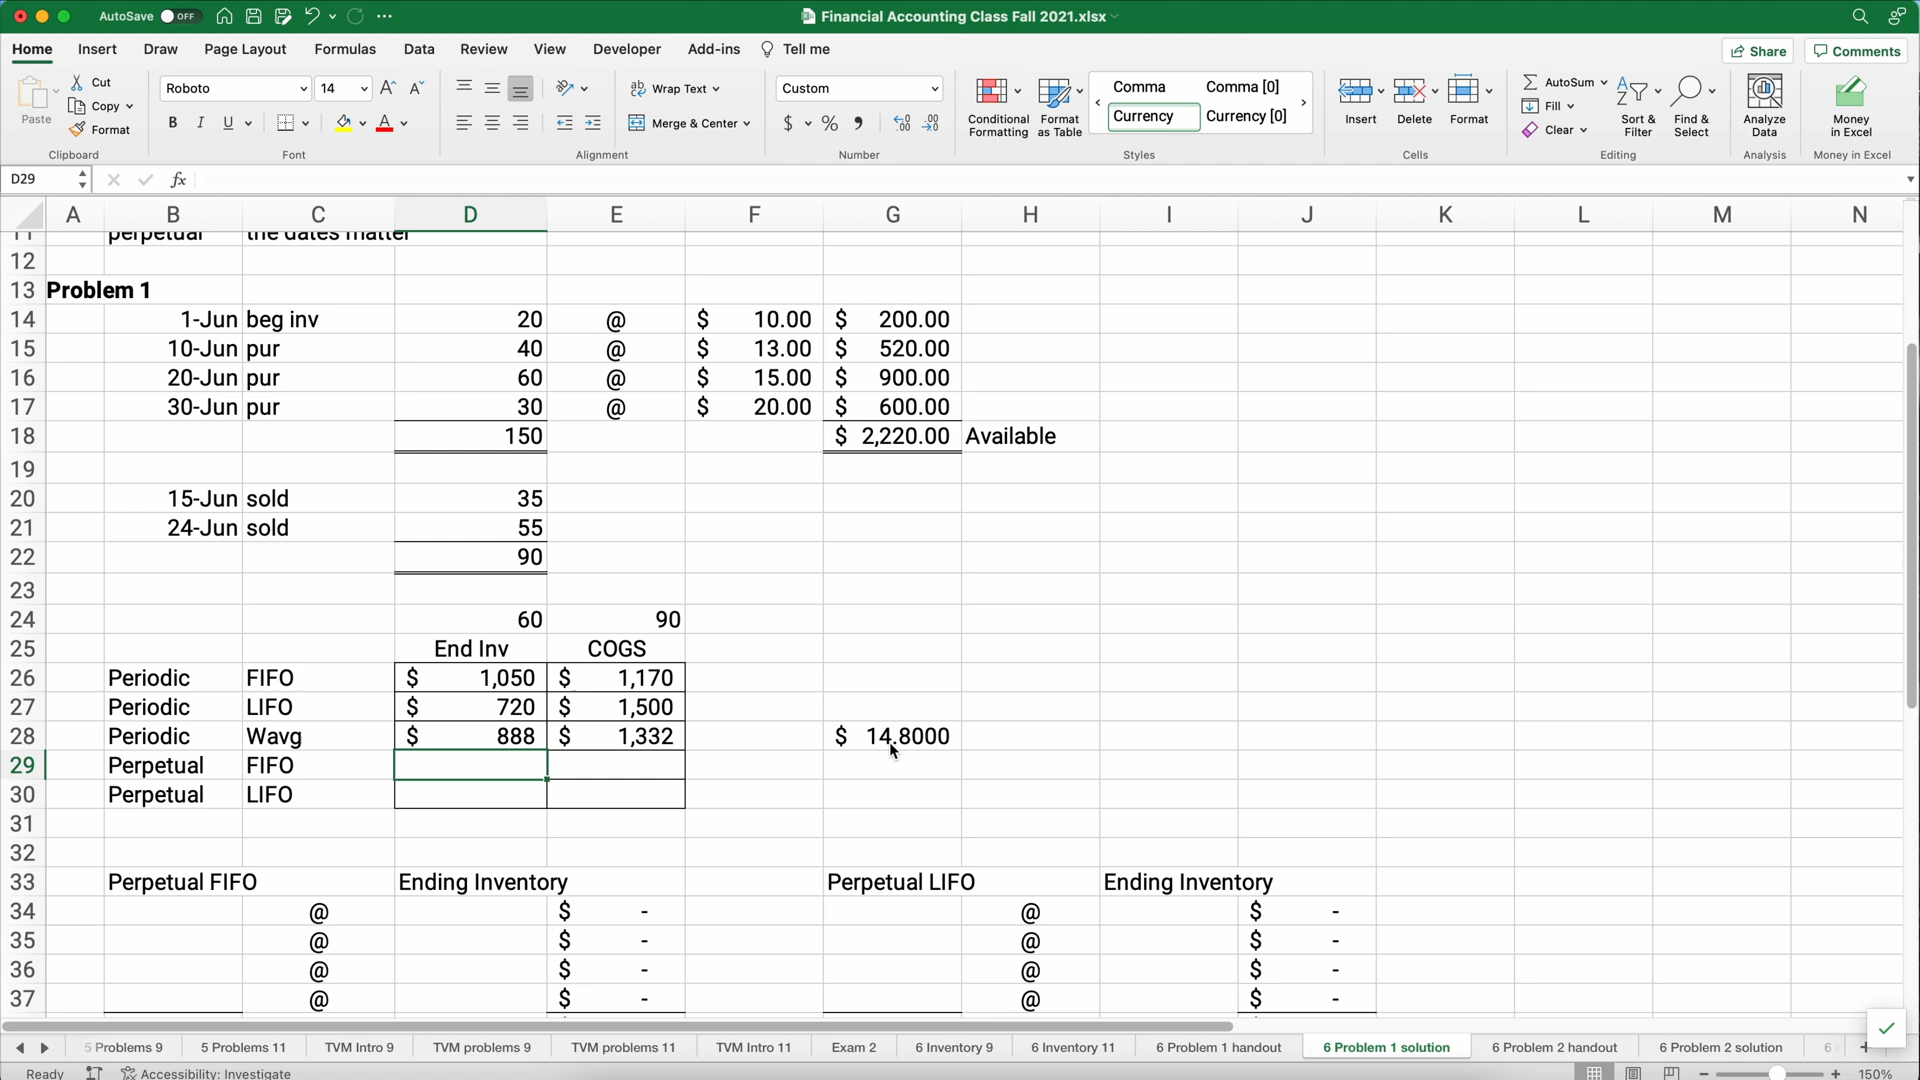 AutoSave OFF Financial Accounting Class Fall 2021.xlsx
Home Insert Draw Page Layout Formulas Data Review View Developer Add-ins Tell me Share Comments
Paste Cut Copy Format Clipboard
Roboto 14 B I U A Font
Wrap Text Merge & Center Alignment
Custom $ % Number
Conditional Formatting Format as Table Comma Comma [0] Currency Currency [0] Styles
Insert Delete Format Cells
AutoSum Fill Clear Sort & Filter Find & Select Editing
Analyze Data Analysis
Money in Excel Money in Excel
D29 fx
A B C D E F G H I J K L M N
11 perpetual the dates matter
12
13 Problem 1
14 1-Jun beg inv 20 @ $ 10.00 $ 200.00
15 10-Jun pur 40 @ $ 13.00 $ 520.00
16 20-Jun pur 60 @ $ 15.00 $ 900.00
17 30-Jun pur 30 @ $ 20.00 $ 600.00
18 150 $ 2,220.00 Available
19
20 15-Jun sold 35
21 24-Jun sold 55
22 90
23
24 60 90
25 End Inv COGS
26 Periodic FIFO $ 1,050 $ 1,170
27 Periodic LIFO $ 720 $ 1,500
28 Periodic Wavg $ 888 $ 1,332 $ 14.8000
29 Perpetual FIFO
30 Perpetual LIFO
31
32
33 Perpetual FIFO Ending Inventory Perpetual LIFO Ending Inventory
34 @ $ - @ $ -
35 @ $ - @ $ -
36 @ $ - @ $ -
37 @ $ - @ $ -
5 Problems 9 5 Problems 11 TVM Intro 9 TVM problems 9 TVM problems 11 TVM Intro 11 Exam 2 6 Inventory 9 6 Inventory 11 6 Problem 1 handout 6 Problem 1 solution 6 Problem 2 handout 6 Problem 2 solution 6
Ready Accessibility: Investigate 150%